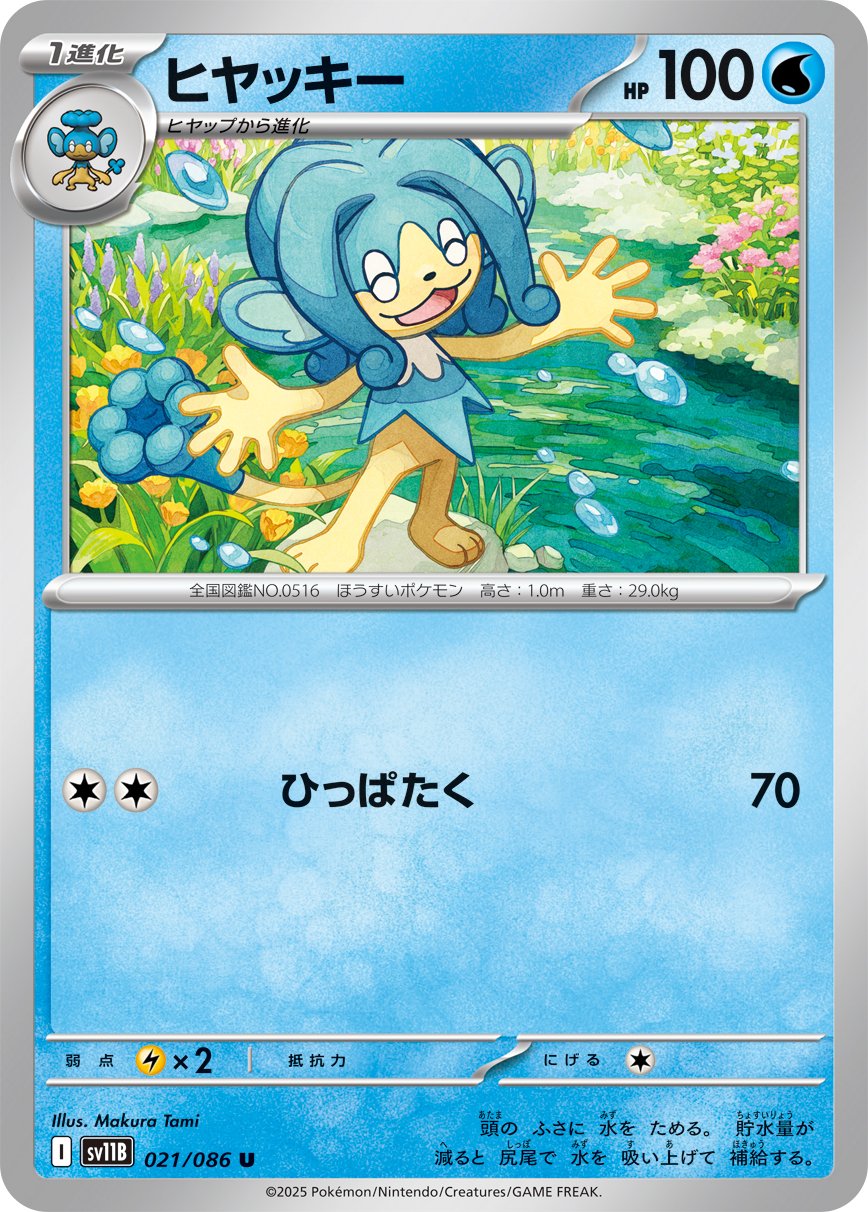 1進化
ヒヤッキー
HP 100
ヒヤップから進化
全国図鑑NO.0516 ほうすいポケモン 高さ:1.0m 重さ:29.0kg
ひっぱたく 70
弱点 ×2 抵抗力 にげる
Illus. Makura Tami
頭の ふさに 水を ためる。 貯水量が
減ると 尻尾で 水を 吸い上げて 補給する。
I sv11B 021/086 U
©2025 Pokémon/Nintendo/Creatures/GAME FREAK.